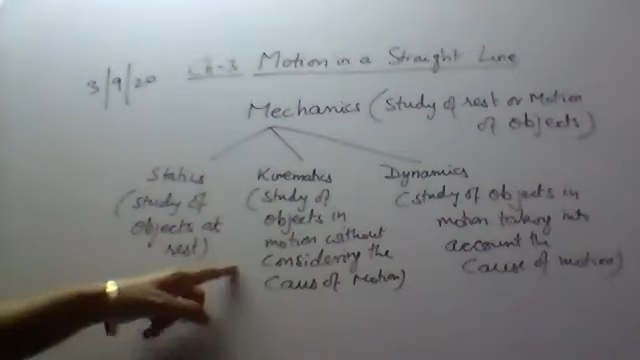 3/9/20 Ch-3 Motion in a Straight Line
Mechanics (Study of rest or Motion
of objects)
Statics
(Study of
objects at
rest)
Kinematics
(Study of
objects in
motion without
Considering the
Caus of Motion)
Dynamics
(study of objects in
motion taking into
account the
Cause of motion)